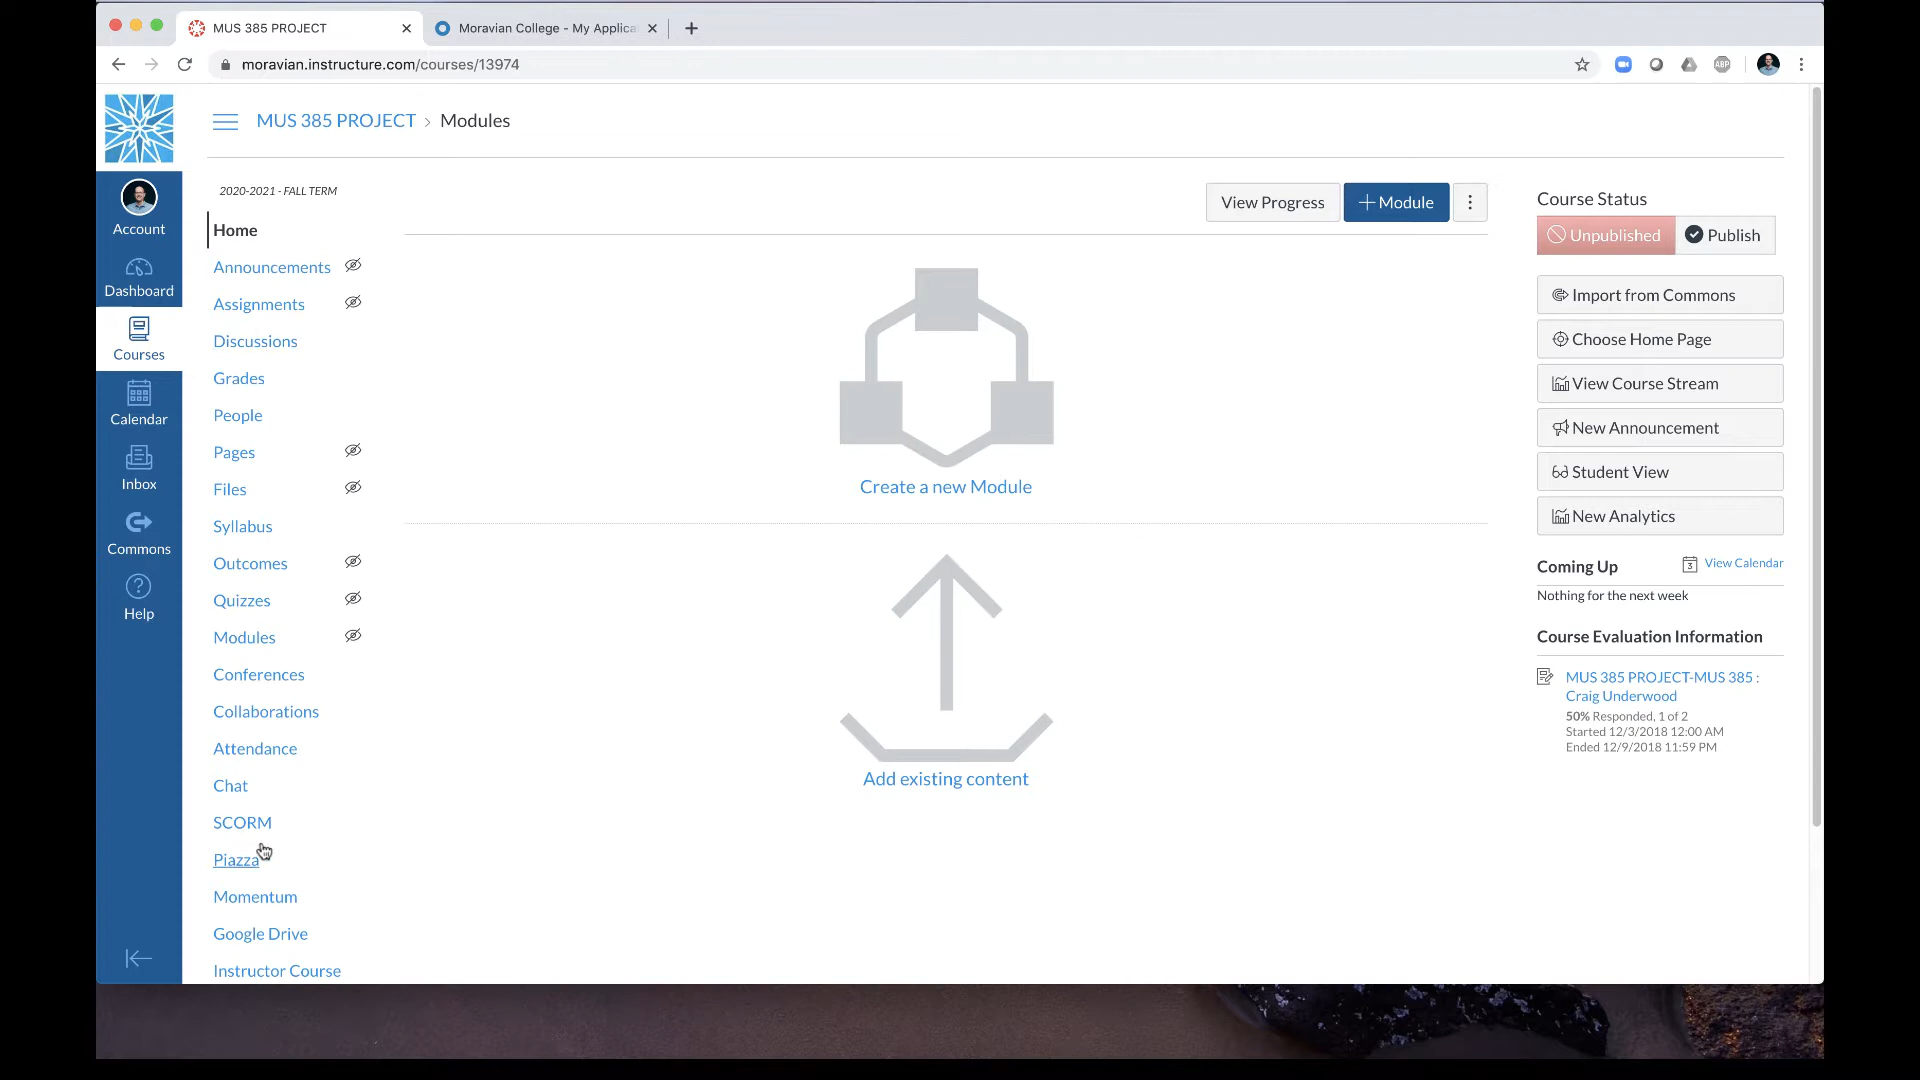 MUS 385 PROJECT
Moravian College - My Applica
moravian.instructure.com/courses/13974
ABP
MUS 385 PROJECT > Modules
2020-2021 - FALL TERM
Account
Dashboard
Courses
Calendar
Inbox
Commons
Help
Home
Announcements
Assignments
Discussions
Grades
People
Pages
Files
Syllabus
Outcomes
Quizzes
Modules
Conferences
Collaborations
Attendance
Chat
SCORM
Piazza
Momentum
Google Drive
Instructor Course
View Progress
+ Module
Create a new Module
Add existing content
Course Status
Unpublished
Publish
Import from Commons
Choose Home Page
View Course Stream
New Announcement
Student View
New Analytics
Coming Up
3 View Calendar
Nothing for the next week
Course Evaluation Information
MUS 385 PROJECT-MUS 385 :
Craig Underwood
50% Responded, 1 of 2
Started 12/3/2018 12:00 AM
Ended 12/9/2018 11:59 PM